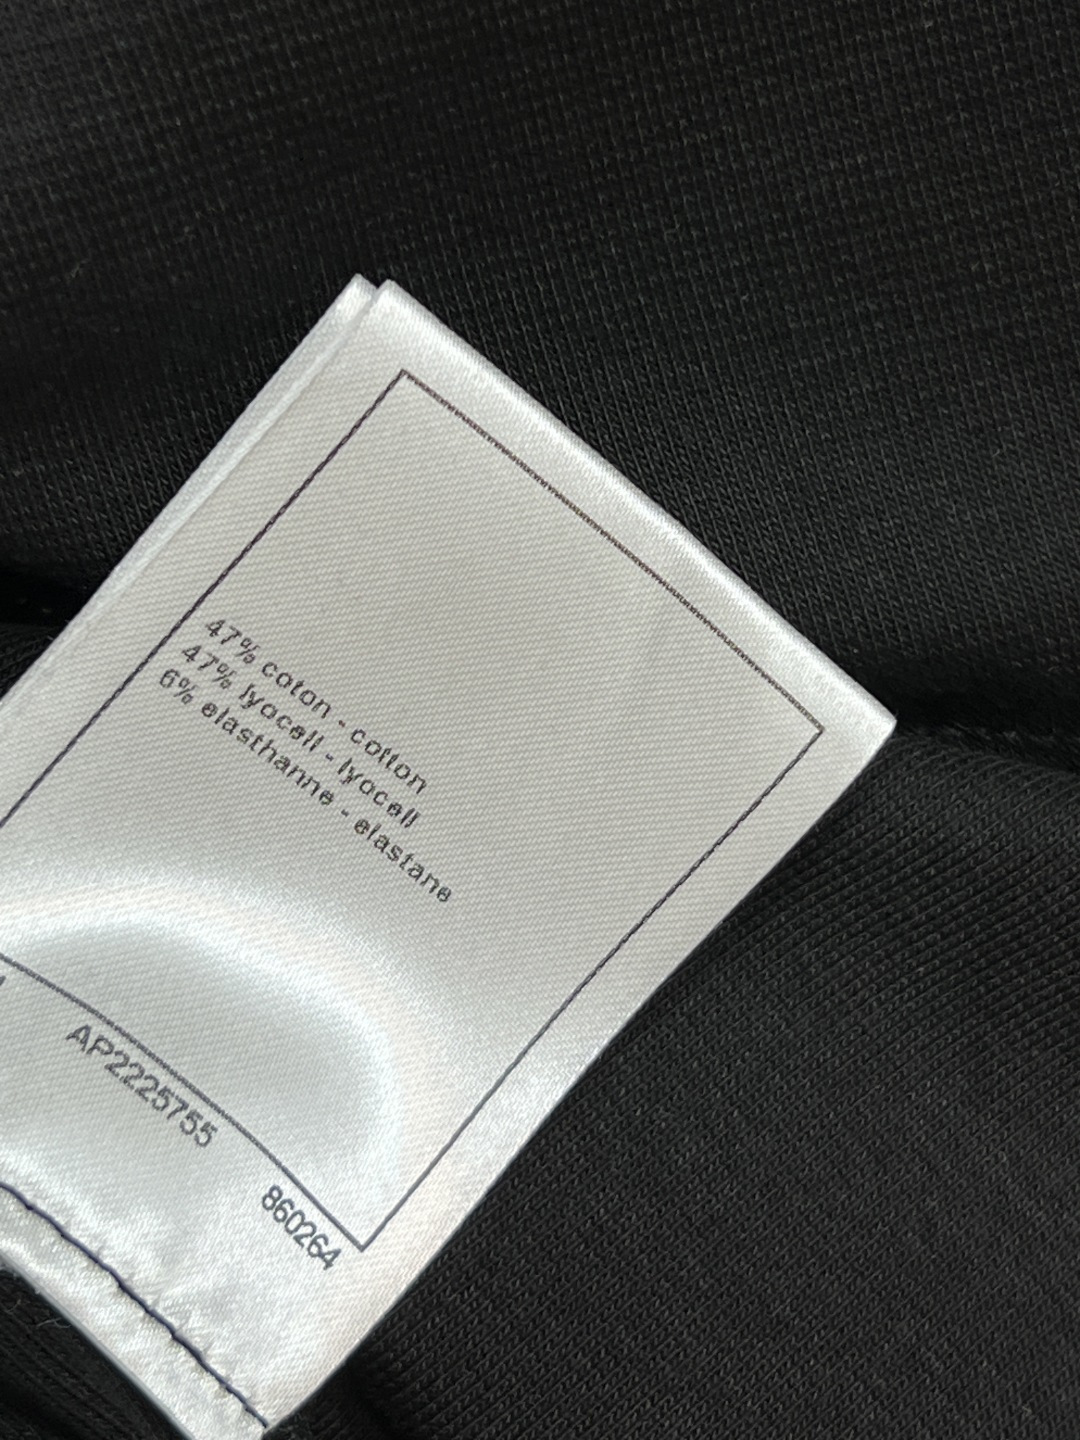 47% coton - cotton
47% lyocell - lyocell
6% elasthanne - elastane
AP2225755
860264